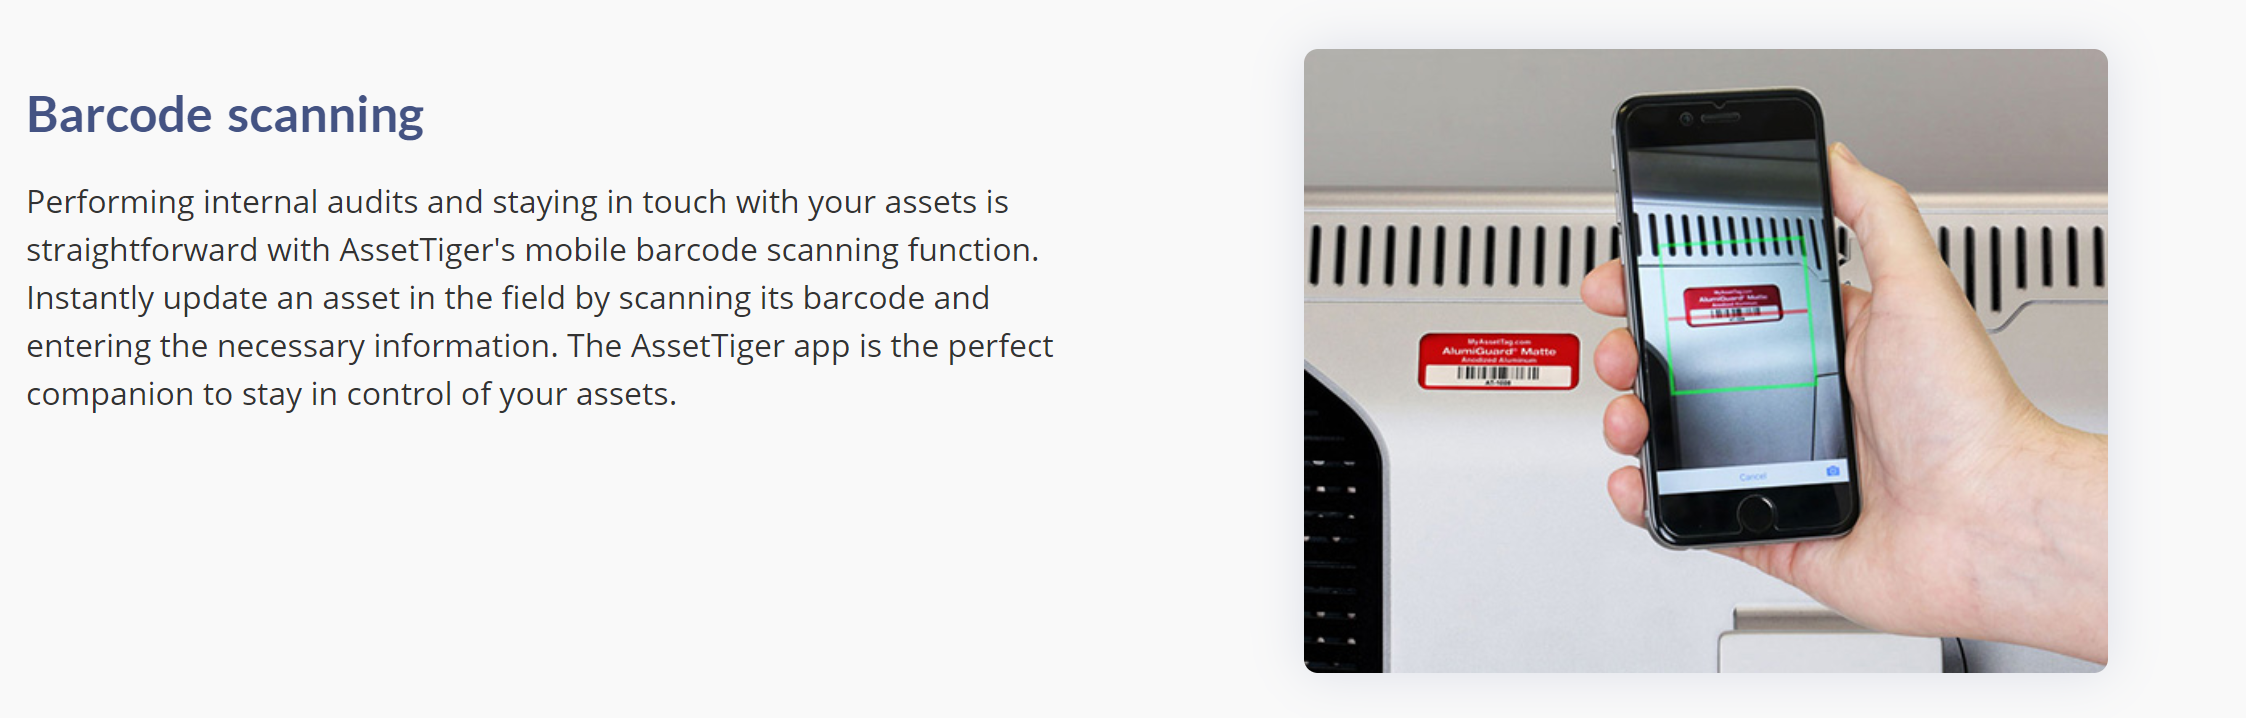 Barcode scanning
Performing internal audits and staying in touch with your assets is
straightforward with AssetTiger's mobile barcode scanning function.
Instantly update an asset in the field by scanning its barcode and
entering the necessary information. The AssetTiger app is the perfect
companion to stay in control of your assets.
MyAssetTag.com
AlumiGuard® Matte
Anodized Aluminum
MyAssetTag.com
AlumiGuard® Matte
Anodized Aluminum
Cancel